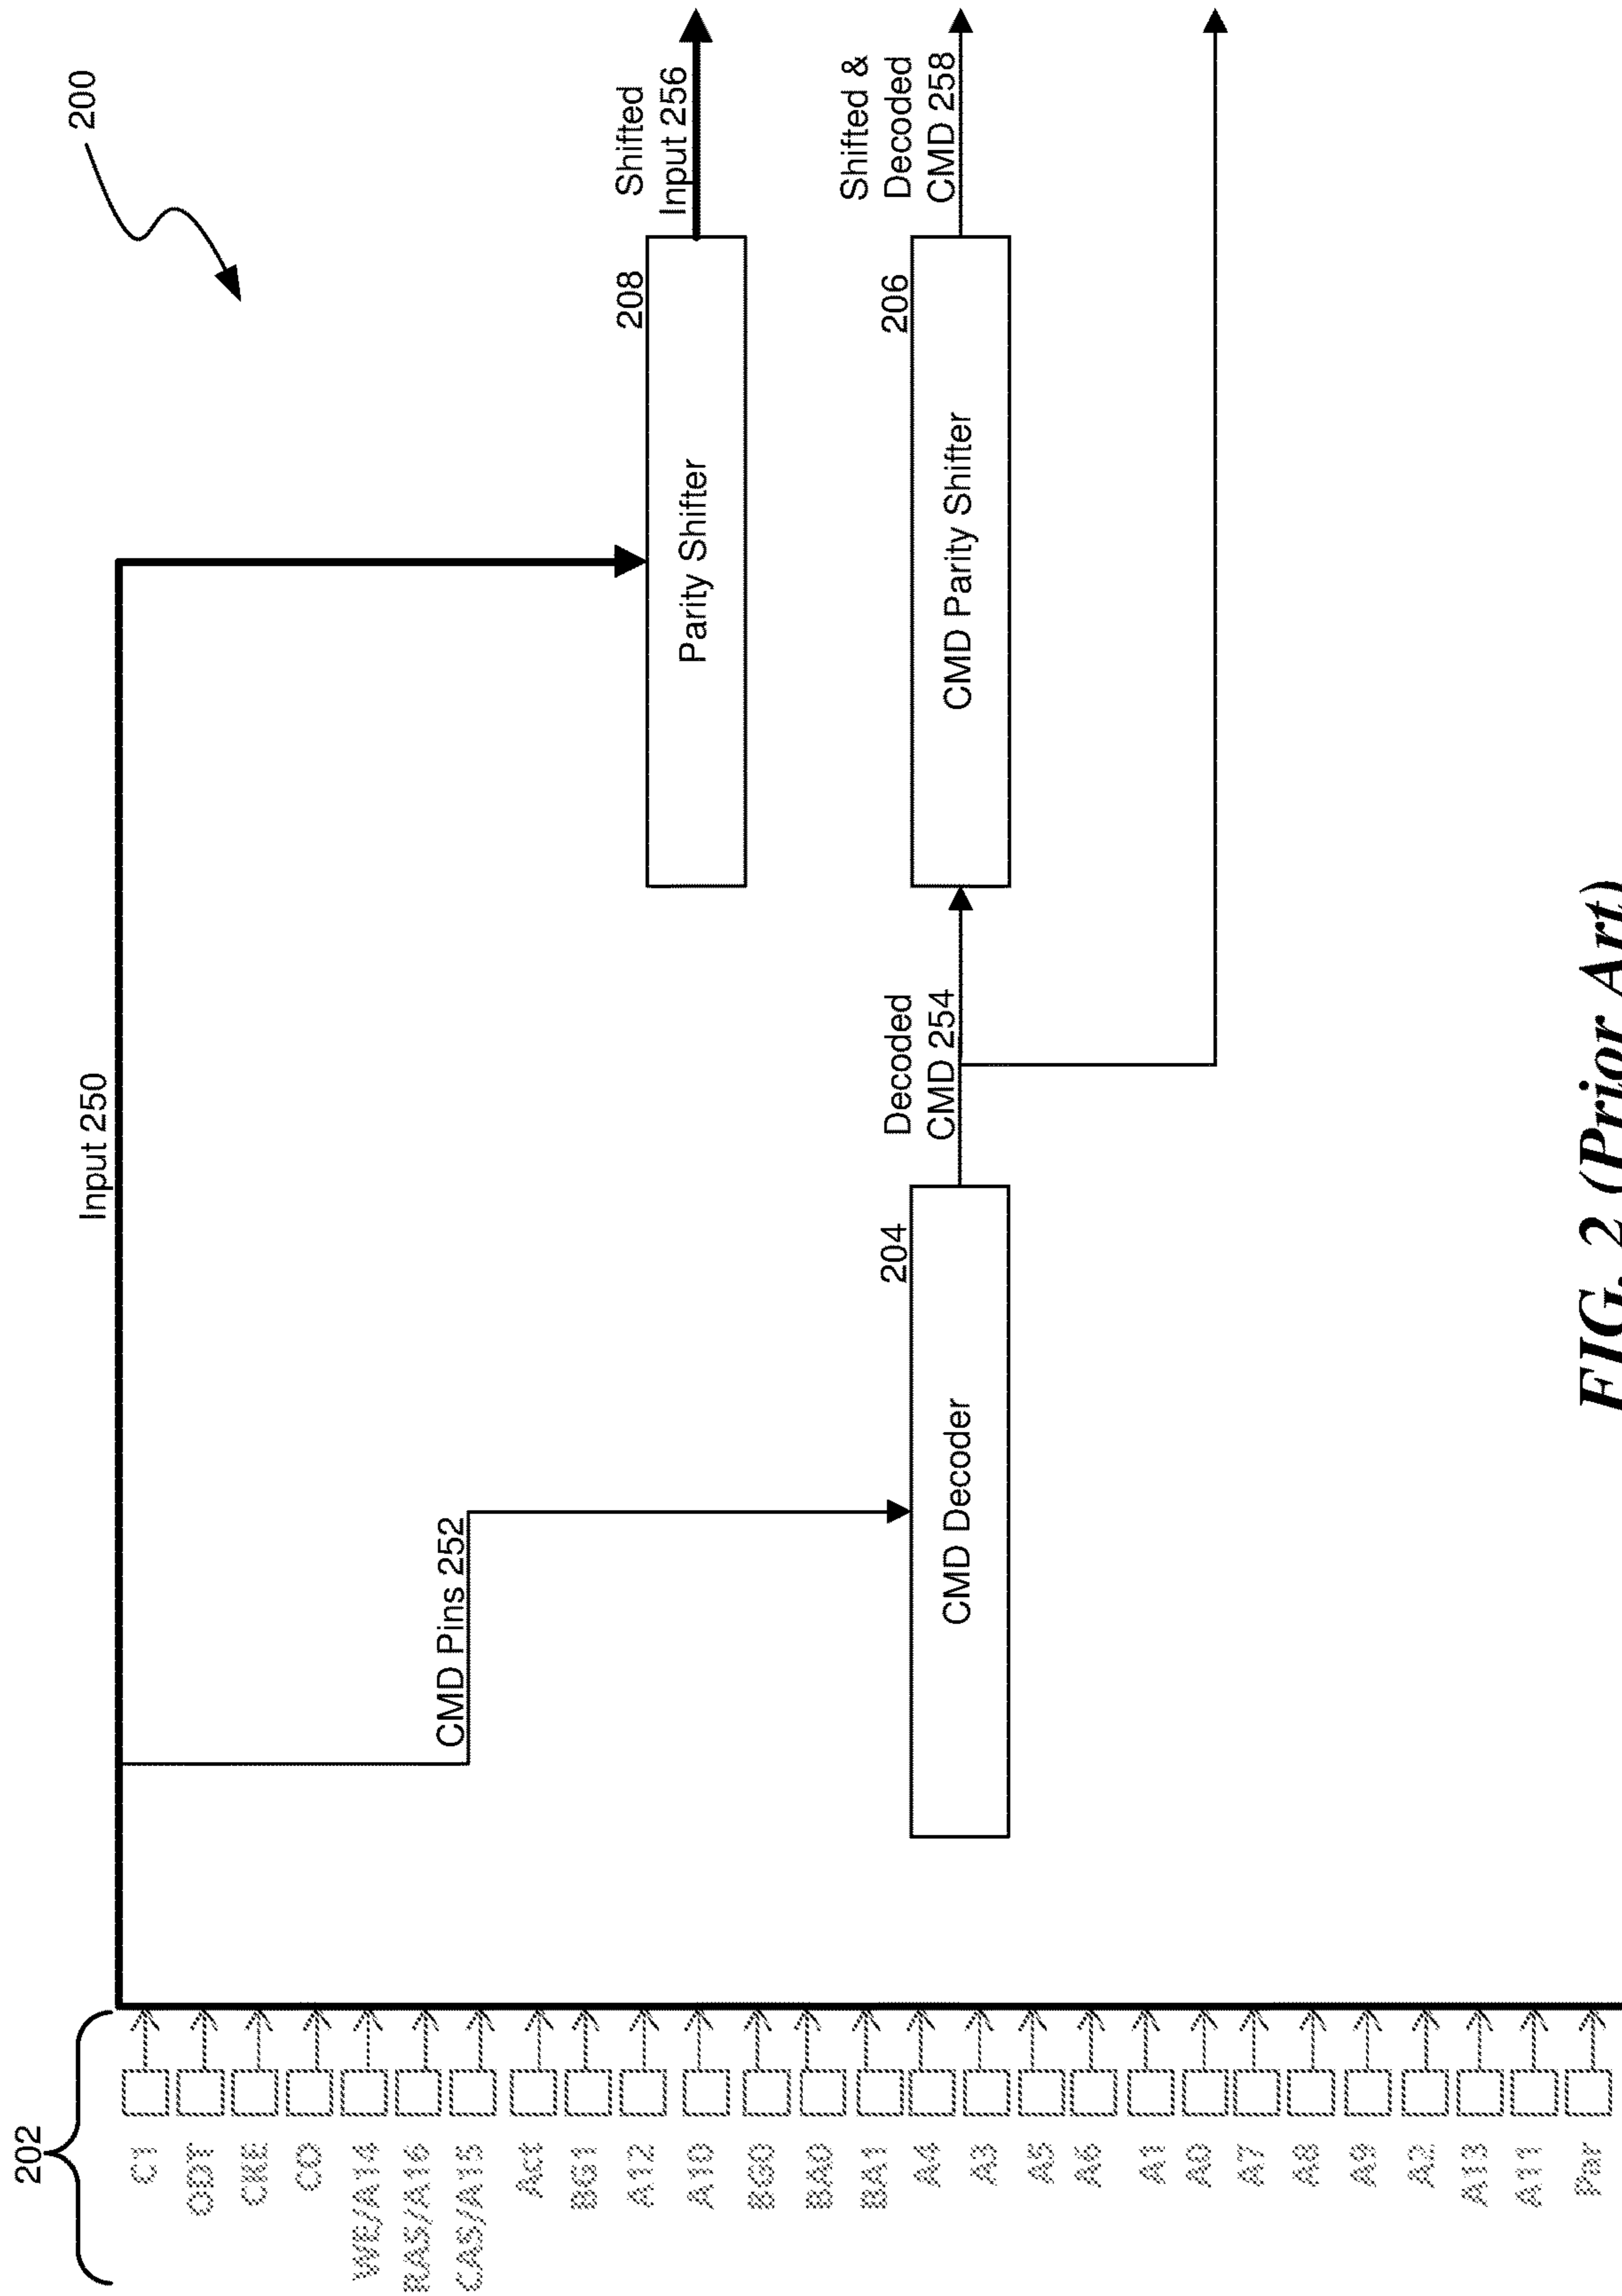 200
202
Input 250
CMD Pins 252
204
CMD Decoder
Decoded
CMD 254
208
Parity Shifter
Shifted
Input 256
206
CMD Parity Shifter
Shifted &
Decoded
CMD 258
C1
ODT
CKE
C0
WE/A14
RAS/A16
CAS/A15
Act
BG1
A12
A10
BG0
BA0
BA1
A4
A3
A5
A6
A1
A0
A7
A8
A9
A2
A13
A11
Par
FIG. 2 (Prior Art)